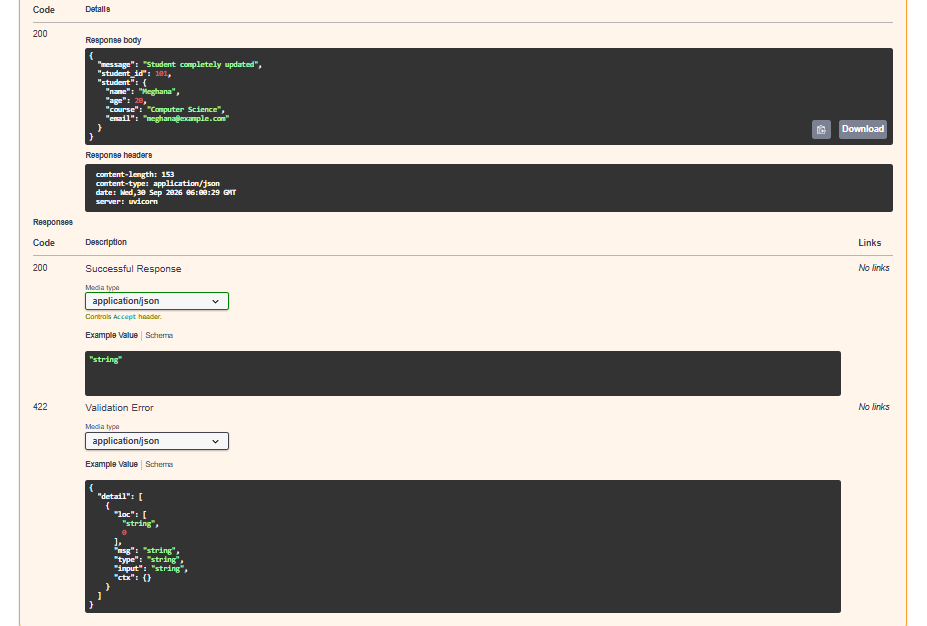 Code Details
200
Response body
{
  "message": "Student completely updated",
  "student_id": 101,
  "student": {
    "name": "Meghana",
    "age": 20,
    "course": "Computer Science",
    "email": "meghana@example.com"
  }
}
Download
Response headers
content-length: 153
content-type: application/json
date: Wed,30 Sep 2026 06:00:29 GMT
server: uvicorn
Responses
Code Description Links
200 Successful Response No links
Media type
application/json
Controls Accept header.
Example Value | Schema
"string"
422 Validation Error No links
Media type
application/json
Example Value | Schema
{
  "detail": [
    {
      "loc": [
        "string",
        0
      ],
      "msg": "string",
      "type": "string",
      "input": "string",
      "ctx": {}
    }
  ]
}